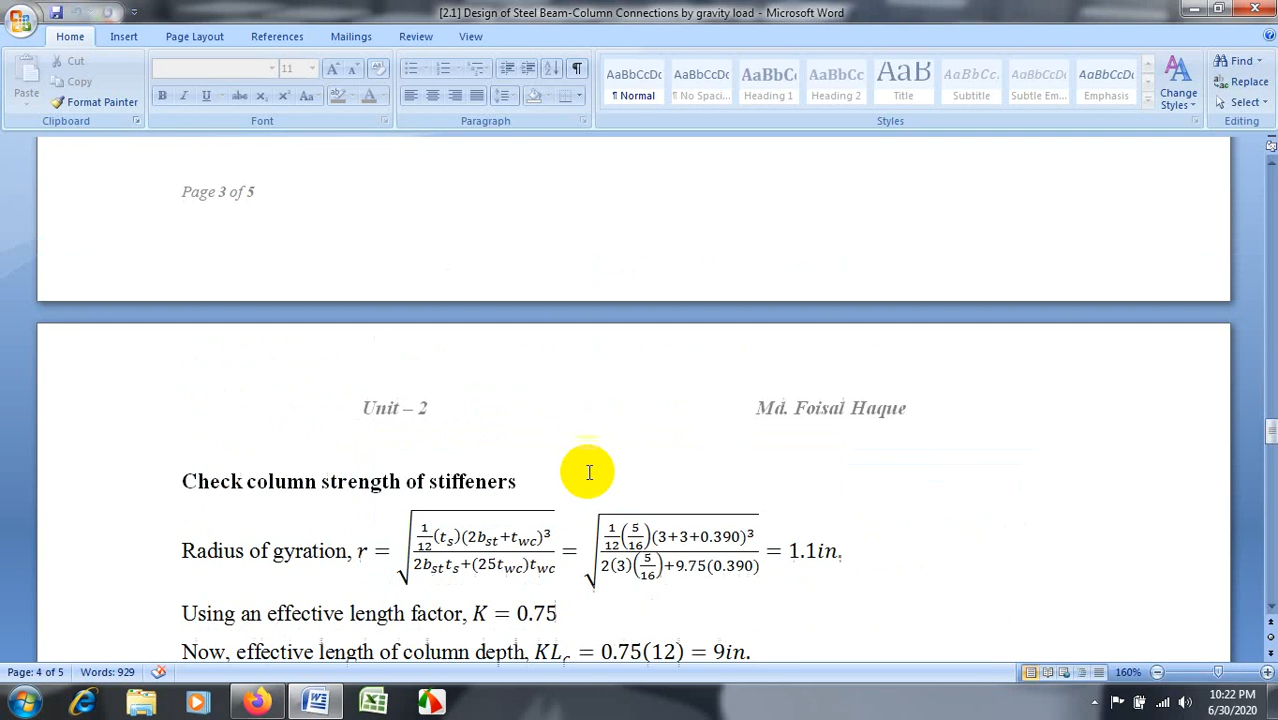 [2.1] Design of Steel Beam-Column Connections by gravity load - Microsoft Word
Home Insert Page Layout References Mailings Review View
Paste
Cut
Copy
Format Painter
Clipboard
11
Font
Paragraph
AaBbCcDc AaBbCcDc AaBbCc AaBbCc AaB AaBbCc. AaBbCcDc AaBbCcDc
¶ Normal ¶ No Spaci... Heading 1 Heading 2 Title Subtitle Subtle Em... Emphasis
Change Styles
Styles
Find
Replace
Select
Editing
Page 3 of 5
Unit – 2 Md. Foisal Haque
Check column strength of stiffeners
Radius of gyration, r = √((1/12 (t_s)(2b_st+t_wc)^3)/(2b_st t_s+(25t_wc)t_wc)) = √((1/12 (5/16)(3+3+0.390)^3)/(2(3)(5/16)+9.75(0.390))) = 1.1in.
Using an effective length factor, K = 0.75
Now, effective length of column depth, KL_c = 0.75(12) = 9in.
Page: 4 of 5 Words: 929 160%
10:22 PM
6/30/2020